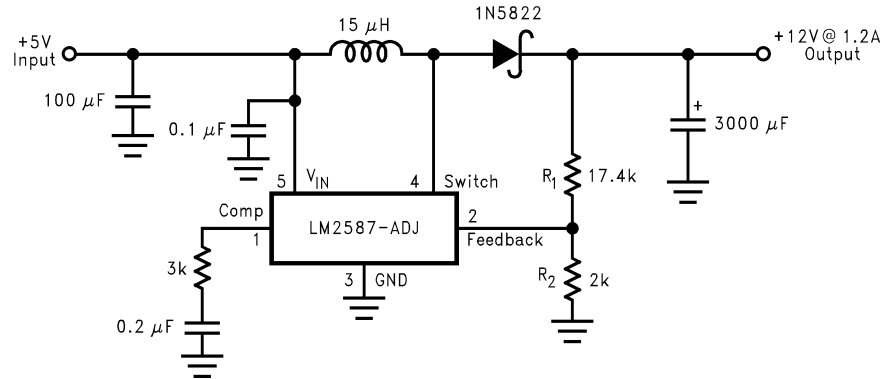 +5V
Input
100 μF
0.1 μF
15 μH
1N5822
+12V@ 1.2A
Output
3000 μF
+
R1
17.4k
5
VIN
4
Switch
Comp
1
LM2587-ADJ
2
Feedback
3
GND
R2
2k
3k
0.2 μF